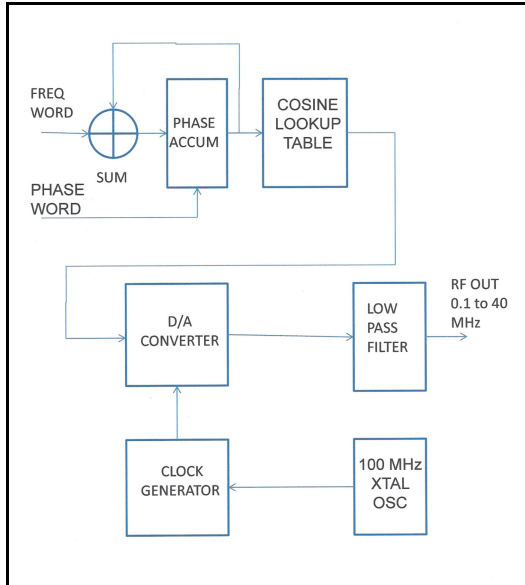 FREQ
WORD
SUM
PHASE
ACCUM
COSINE
LOOKUP
TABLE
PHASE
WORD
D/A
CONVERTER
LOW
PASS
FILTER
RF OUT
0.1 to 40
MHz
CLOCK
GENERATOR
100 MHz
XTAL
OSC